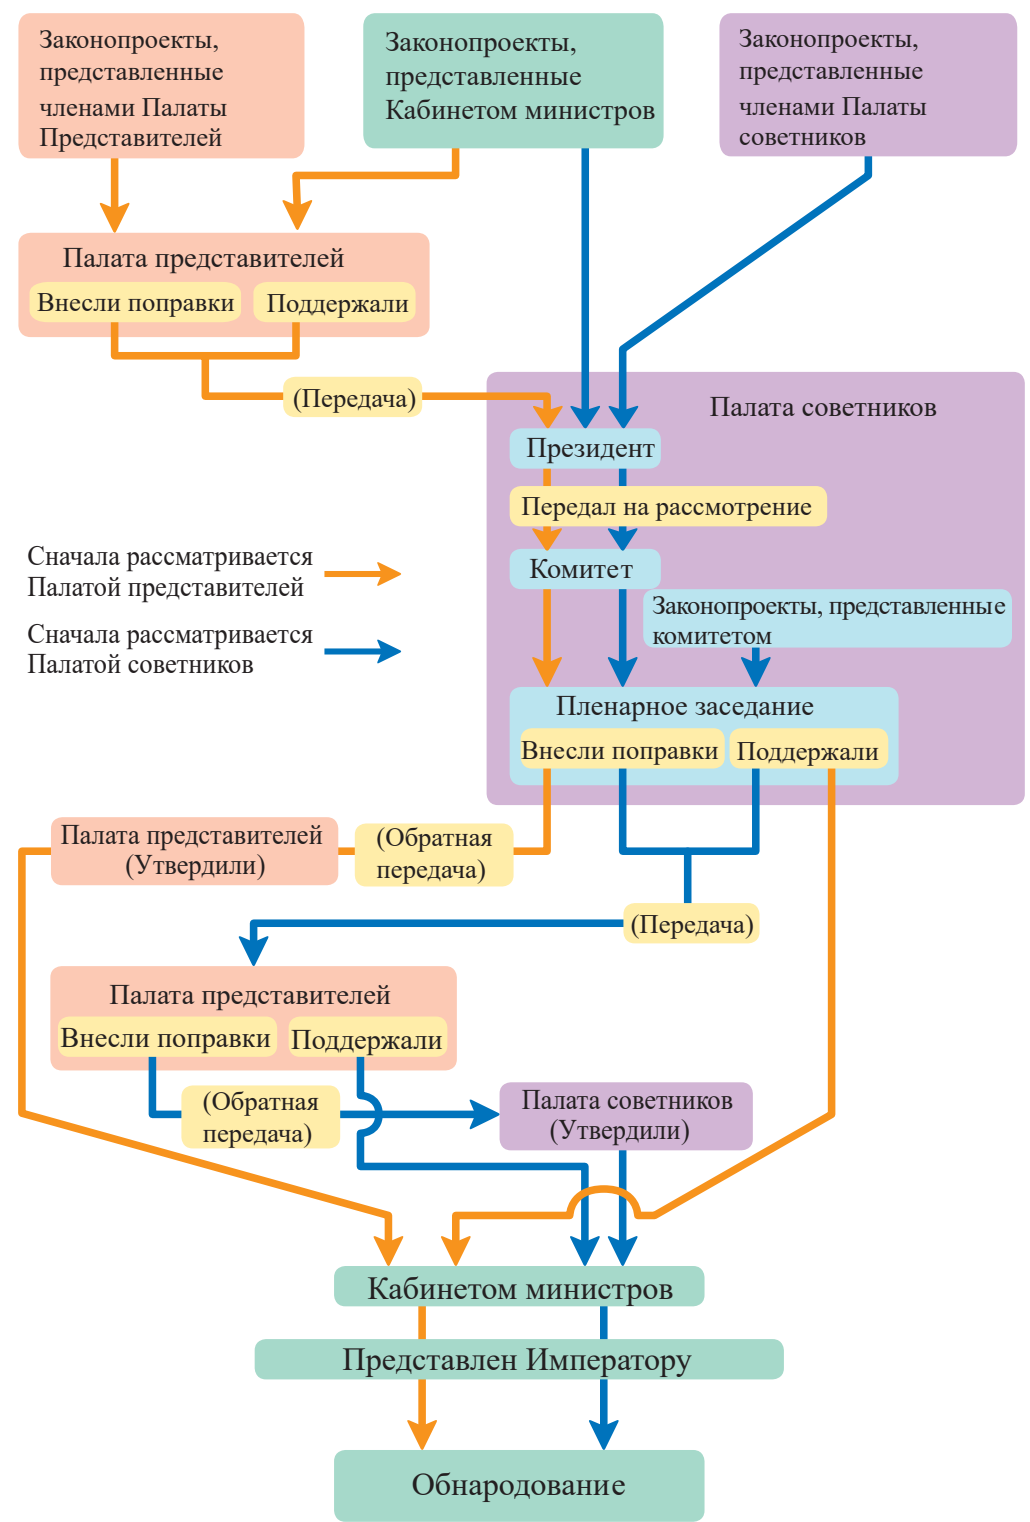 Законопроекты,
представленные
членами Палаты
Представителей
Законопроекты,
представленные
Кабинетом министров
Законопроекты,
представленные
членами Палаты
советников
Палата представителей
Внесли поправки
Поддержали
(Передача)
Палата советников
Президент
Передал на рассмотрение
Комитет
Законопроекты, представленные
комитетом
Сначала рассматривается
Палатой представителей
Сначала рассматривается
Палатой советников
Пленарное заседание
Внесли поправки
Поддержали
Палата представителей
(Утвердили)
(Обратная
передача)
(Передача)
Палата представителей
Внесли поправки
Поддержали
(Обратная
передача)
Палата советников
(Утвердили)
Кабинетом министров
Представлен Императору
Обнародование